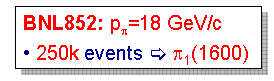 BNL852: pπ=18 GeV/c
• 250k events ⇨ π1(1600)